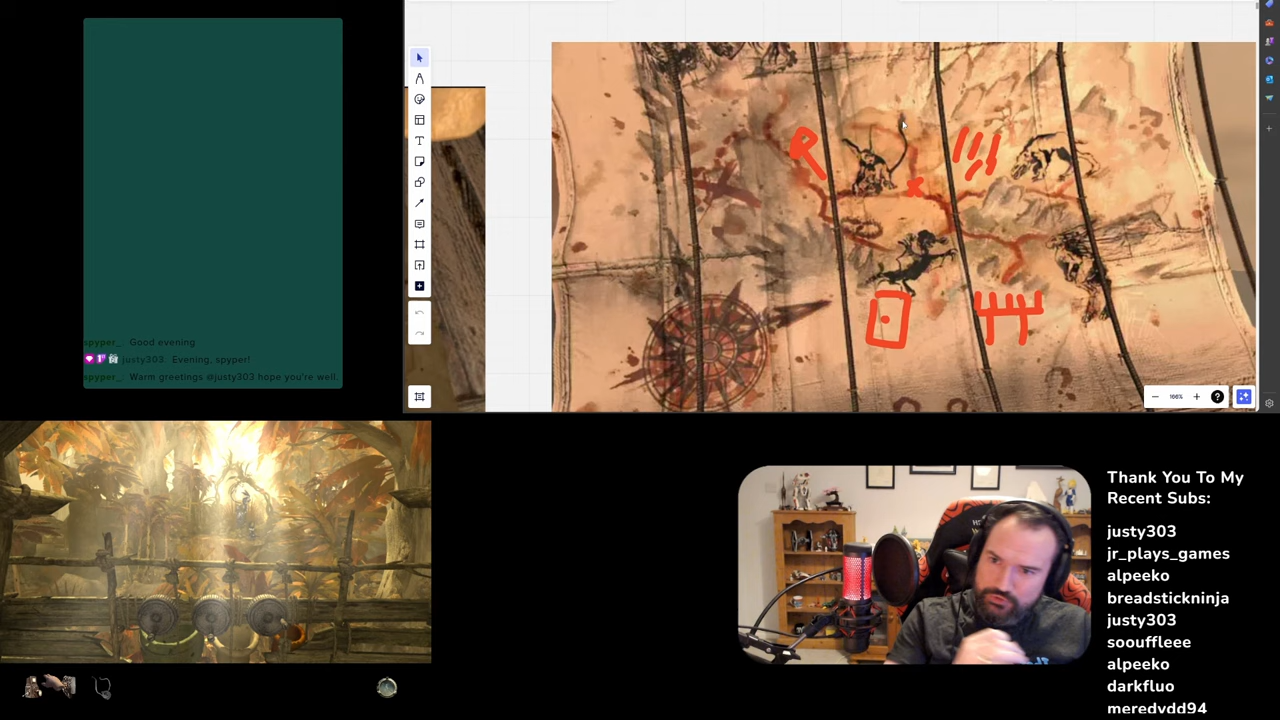 spyper_: Good evening
justy303: Evening, spyper!
spyper_: Warm greetings @justy303 hope you're well.
T
166%
?
Thank You To My
Recent Subs:
justy303
jr_plays_games
alpeeko
breadstickninja
justy303
soouffleee
alpeeko
darkfluo
meredydd94